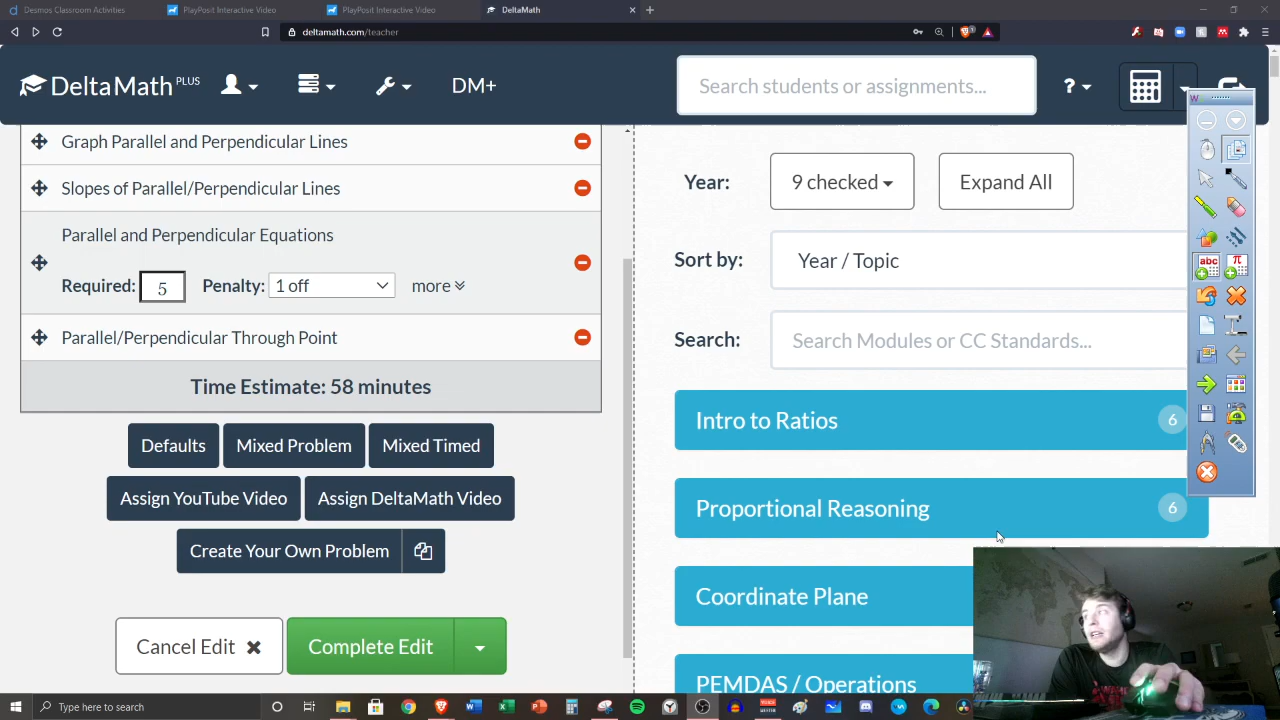 Desmos Classroom Activities
PlayPosit Interactive Video
PlayPosit Interactive Video
DeltaMath
deltamath.com/teacher
DeltaMath PLUS
DM+
Search students or assignments...
?
W
Graph Parallel and Perpendicular Lines
Slopes of Parallel/Perpendicular Lines
Parallel and Perpendicular Equations
Required: 5 Penalty: 1 off more
Parallel/Perpendicular Through Point
Time Estimate: 58 minutes
Defaults Mixed Problem Mixed Timed
Assign YouTube Video Assign DeltaMath Video
Create Your Own Problem
Cancel Edit Complete Edit
Year: 9 checked Expand All
Sort by: Year / Topic
Search: Search Modules or CC Standards...
Intro to Ratios 6
Proportional Reasoning 6
Coordinate Plane
PEMDAS / Operations
abc
π
Type here to search